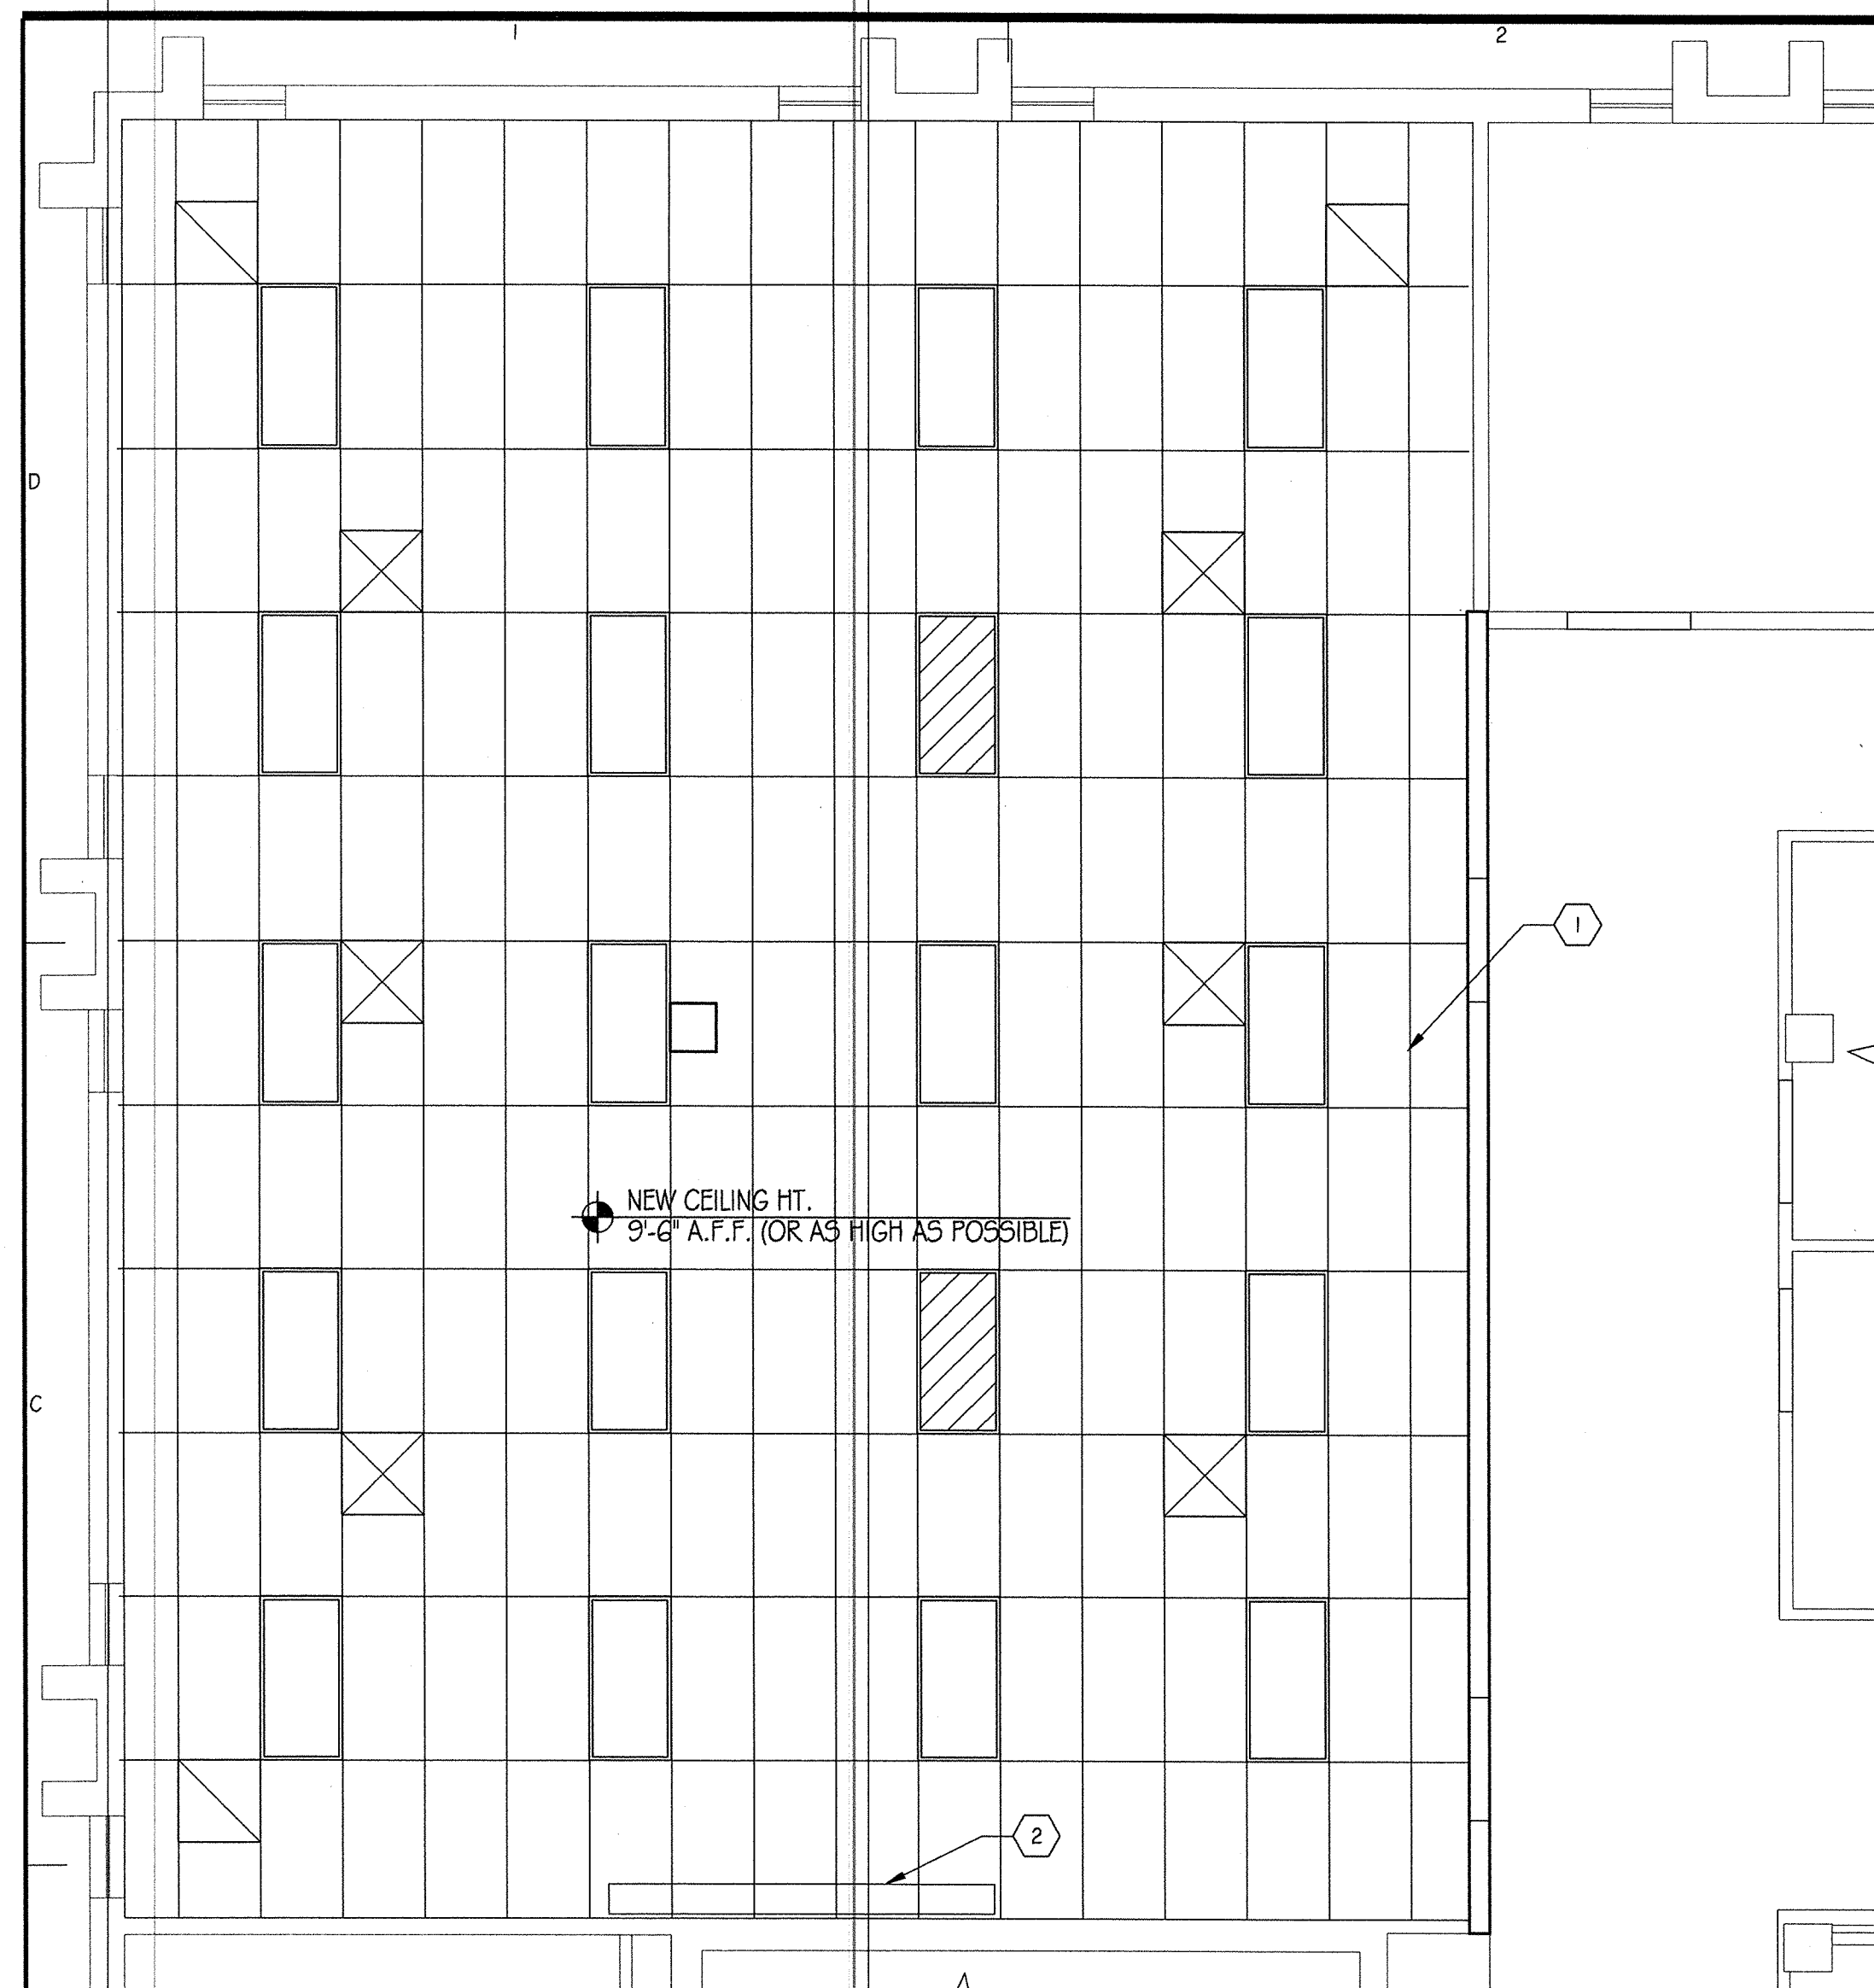 1
2
D
1
NEW CEILING HT.
9'-6" A.F.F. (OR AS HIGH AS POSSIBLE)
C
2